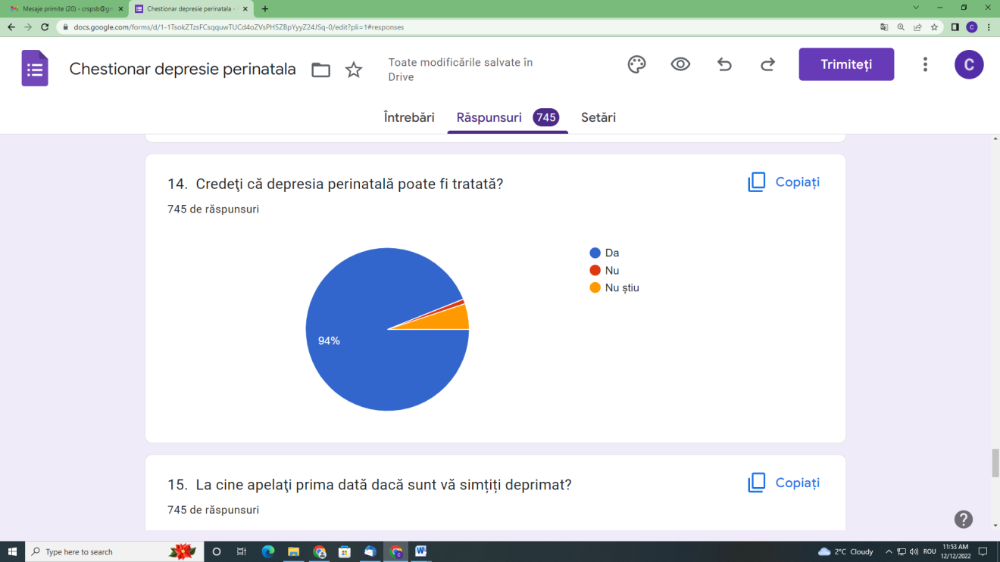 Mesaje primite (20) - crspsb@gm
Chestionar depresie perinatala -
docs.google.com/forms/d/1-1TsokZTzsFCsqquwTUCd4oZVsPHSZBpYyyZ24JSq-0/edit?pli=1#responses
C
Chestionar depresie perinatala
Toate modificările salvate în
Drive
Trimiteți
C
Întrebări
Răspunsuri 745
Setări
14. Credeţi că depresia perinatală poate fi tratată?
Copiați
745 de răspunsuri
Da
Nu
Nu știu
94%
15. La cine apelaţi prima dată dacă sunt vă simțiți deprimat?
Copiați
745 de răspunsuri
Type here to search
2°C Cloudy
ROU
11:53 AM
12/12/2022